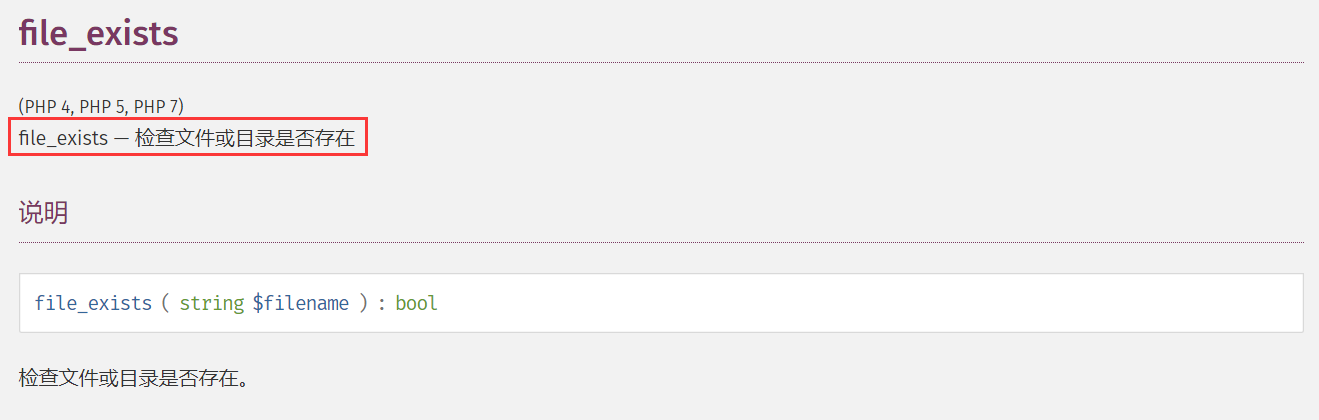 file_exists
(PHP 4, PHP 5, PHP 7)
file_exists — 检查文件或目录是否存在
说明
file_exists ( string $filename ) : bool
检查文件或目录是否存在。